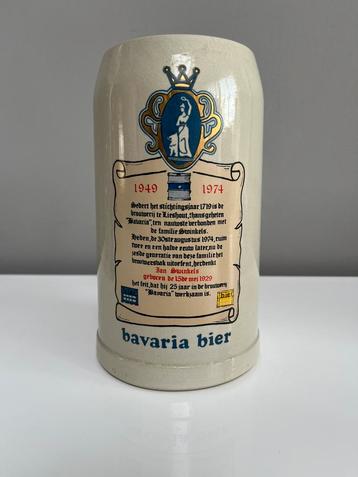 1949 1974
Sedert het stichtingsjaar 1719 is de
brouwerij te Lieshout, thans geheten
"Bavaria", ten nauwste verbonden met
de familie Swinkels.
Heden, de 30ste augustus 1974, ruim
twee en een halve eeuw later, nu de
zesde generatie van deze familie het
brouwersvak uitoefent, herdenkt
Jan Swinkels
geboren de 15de mei 1929
het feit, dat hij 25 jaar in de brouwerij
"Bavaria" werkzaam is.
bavaria bier